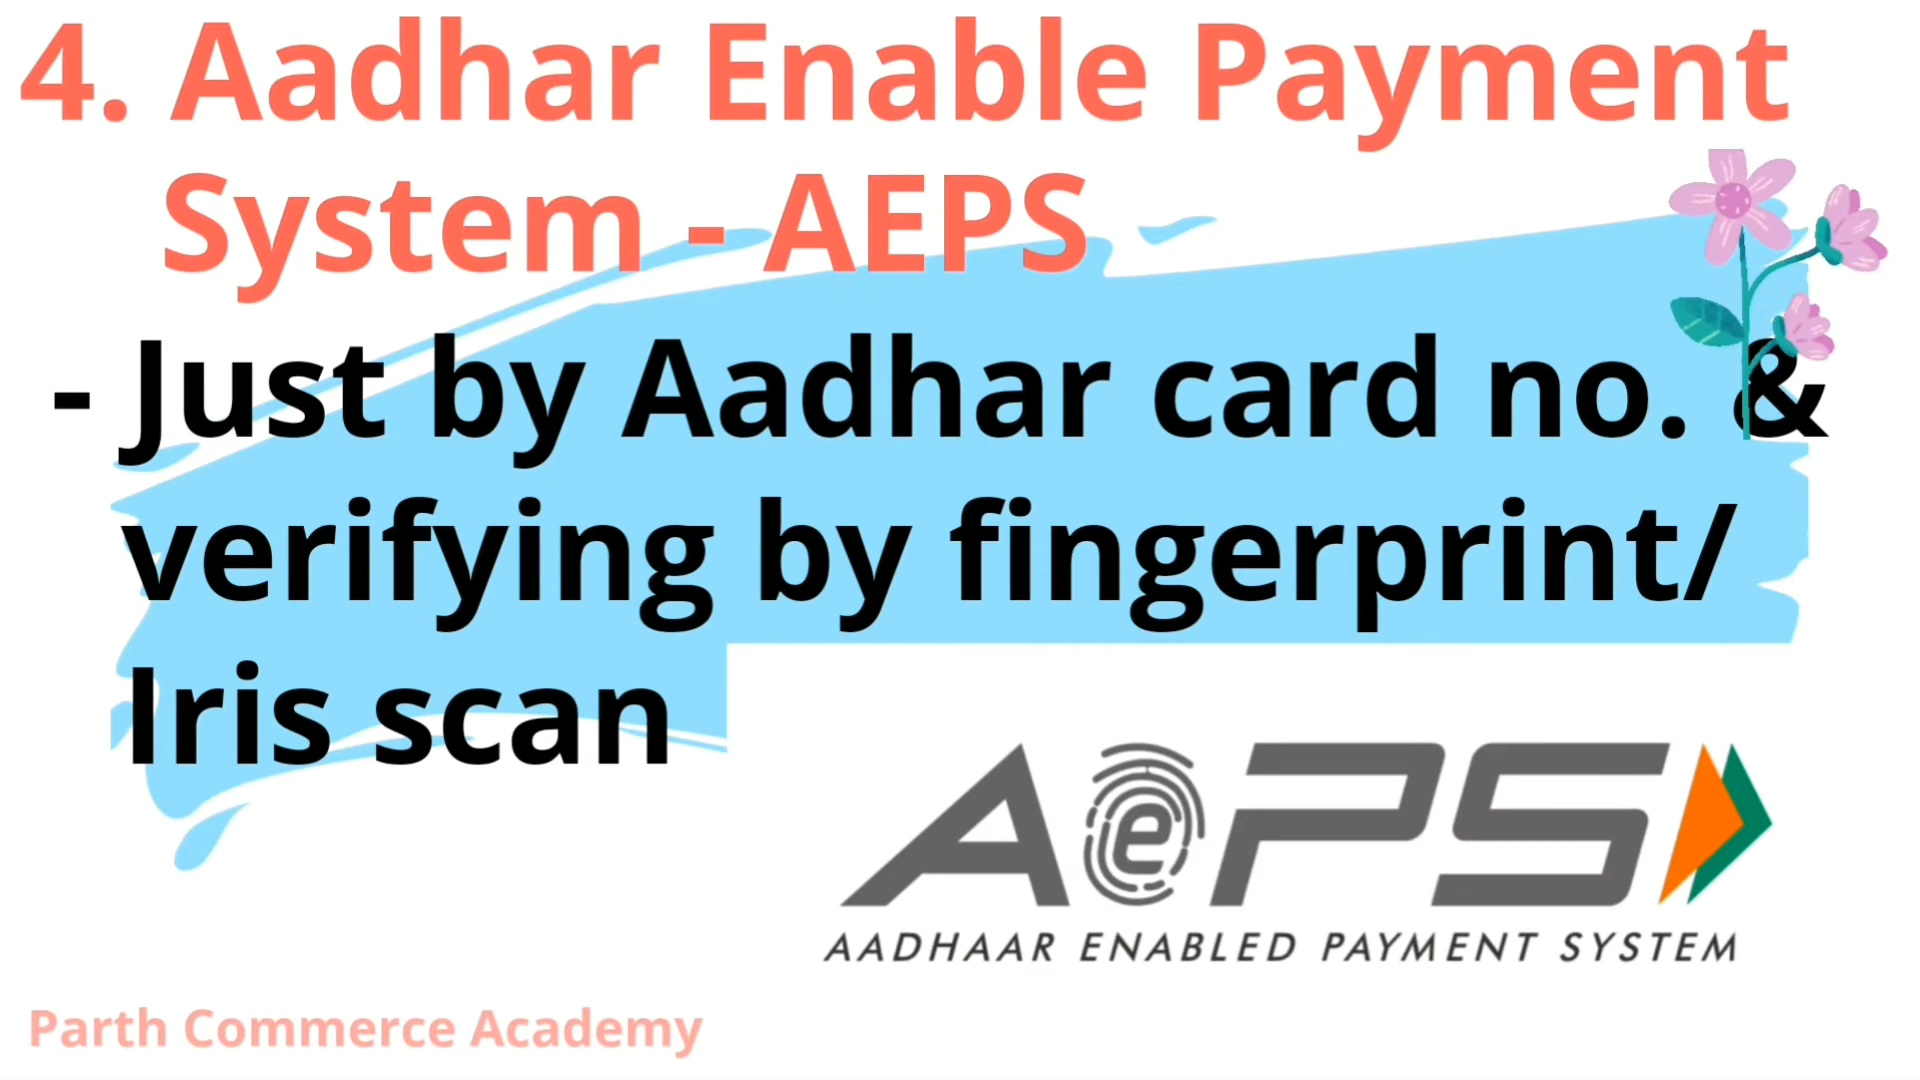 4. Aadhar Enable Payment
System - AEPS
- Just by Aadhar card no. &
verifying by fingerprint/
Iris scan
AePS
AADHAAR ENABLED PAYMENT SYSTEM
Parth Commerce Academy